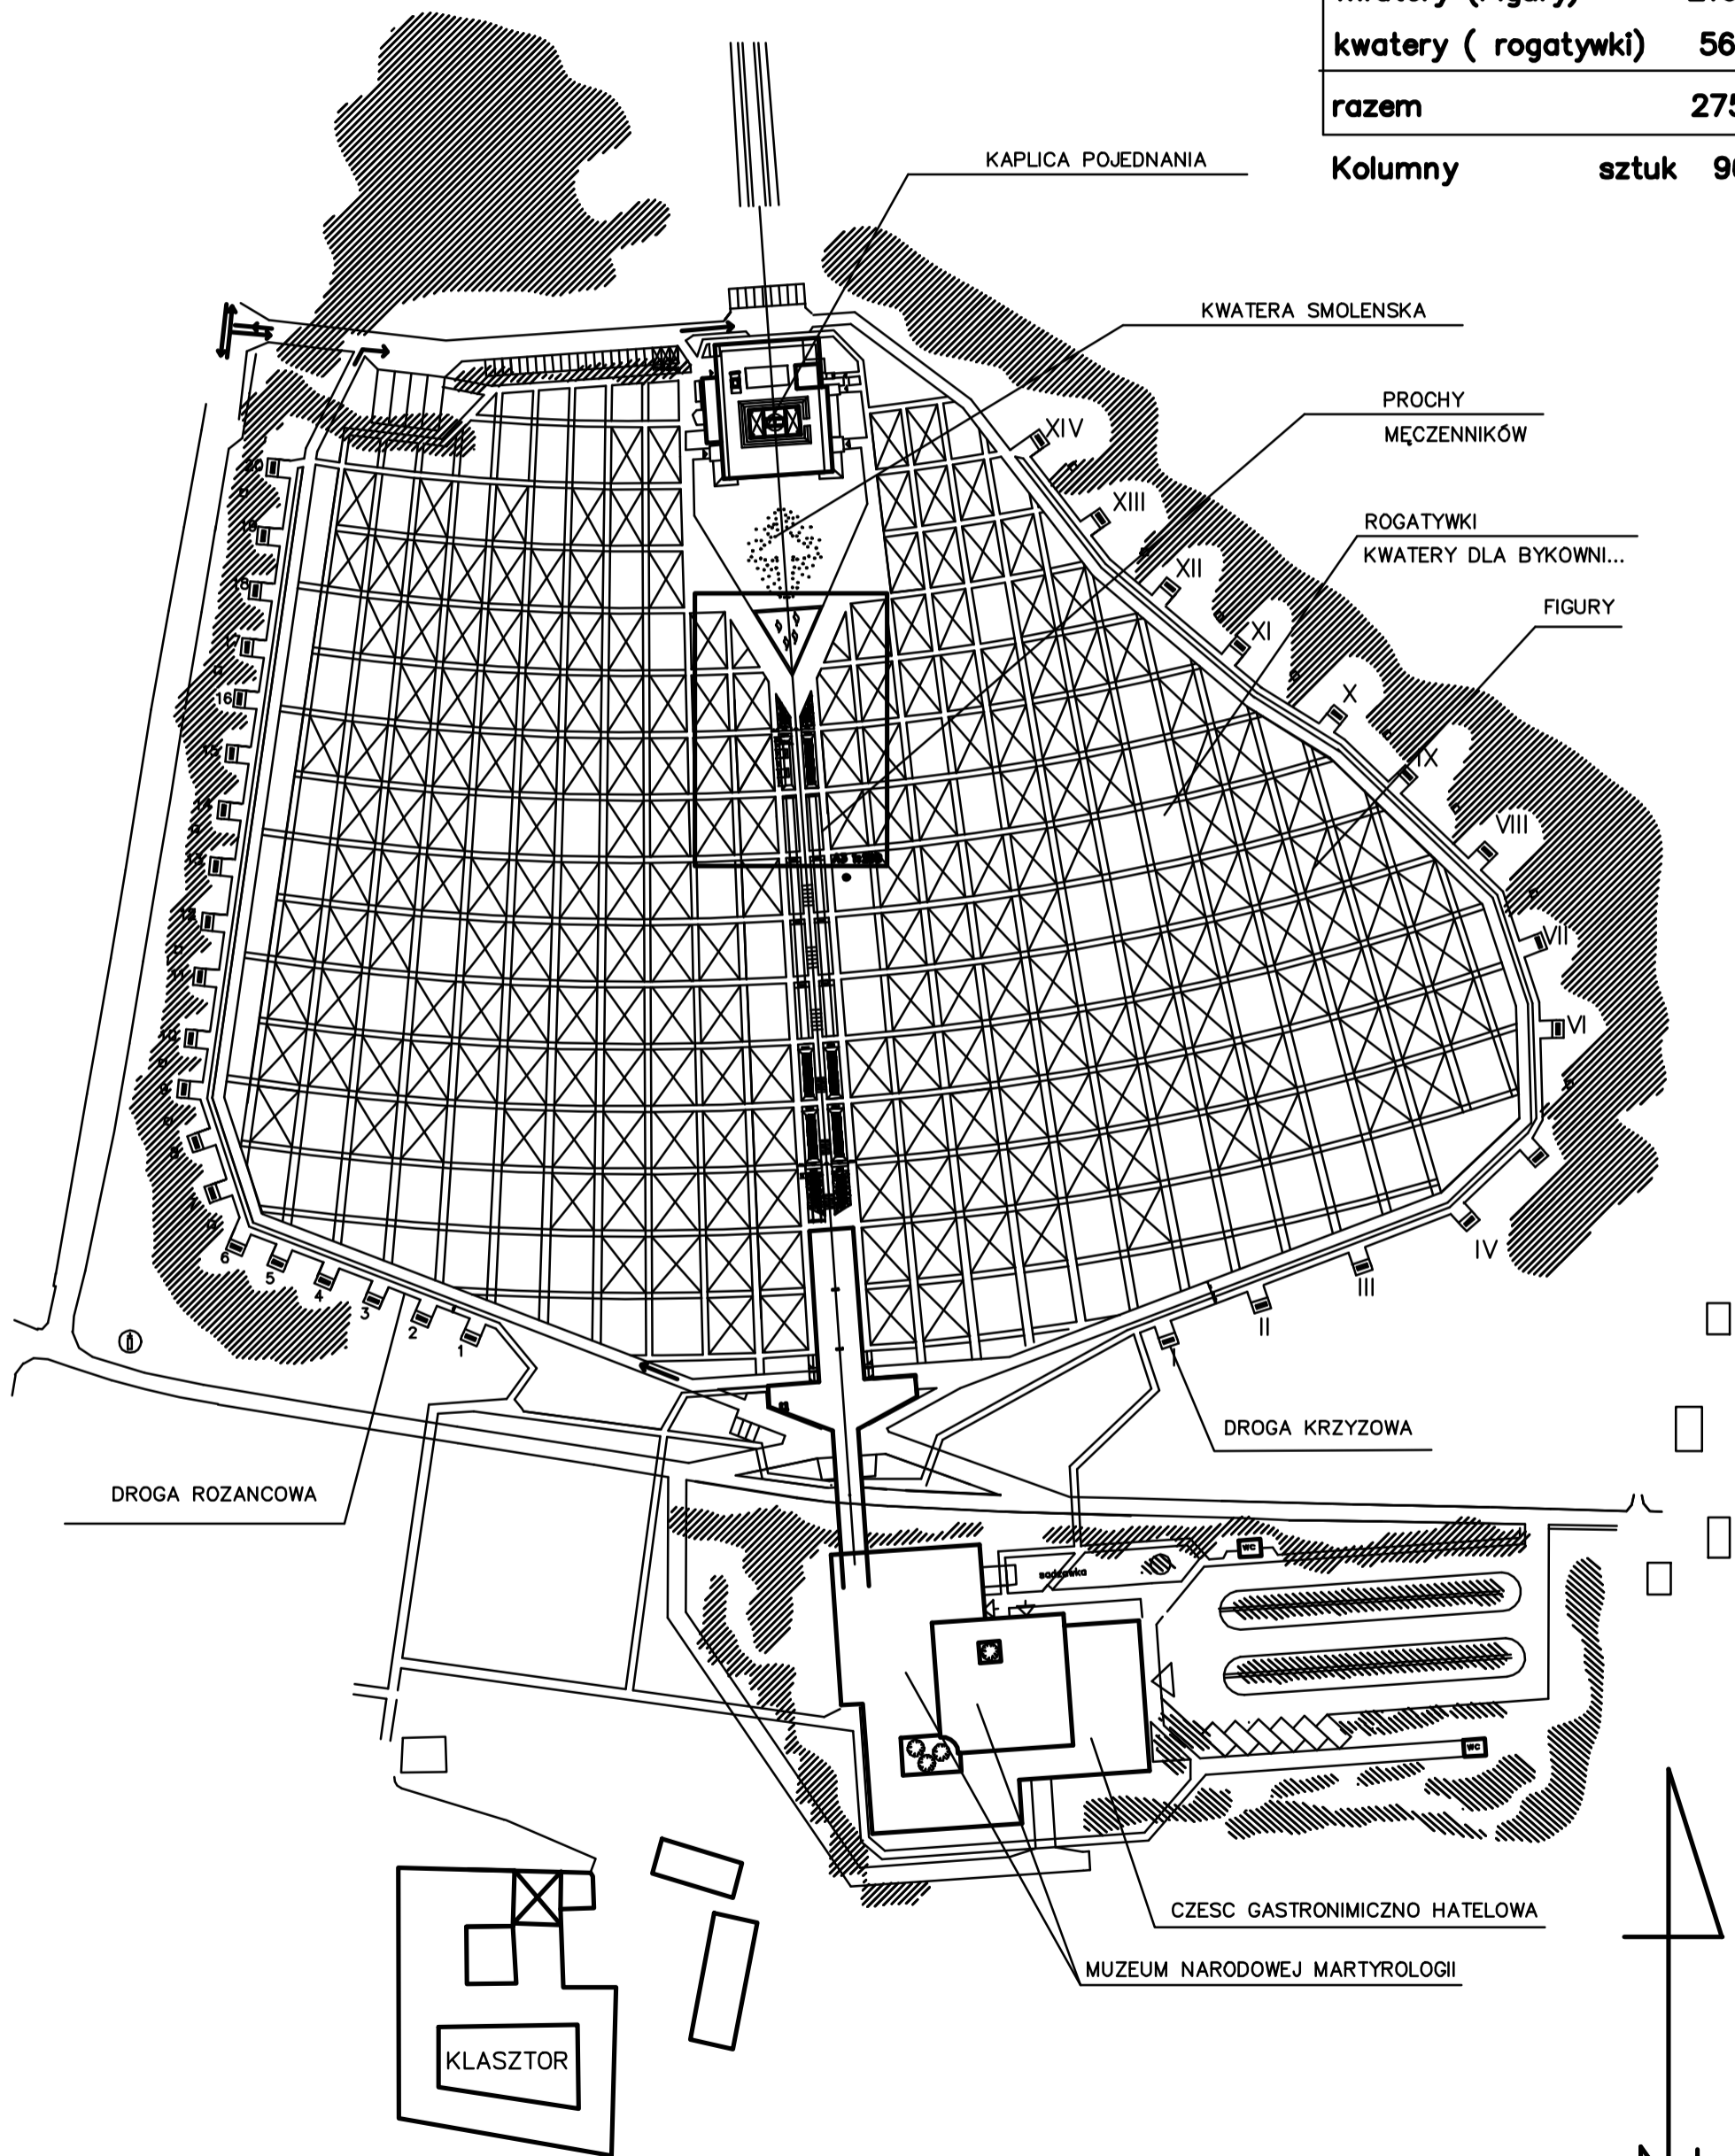 kwatery ( rogatywki) 56
razem 275
Kolumny sztuk 90
KAPLICA POJEDNANIA
KWATERA SMOLENSKA
PROCHY
MĘCZENNIKÓW
ROGATYWKI
KWATERY DLA BYKOWNI...
FIGURY
XIV
XIII
XII
XI
X
IX
VIII
VII
VI
IV
III
II
I
20
19
18
17
16
15
14
13
12
11
10
9
8
7
6
5
4
3
2
1
DROGA KRZYZOWA
DROGA ROZANCOWA
sadzawka
WC
WC
CZESC GASTRONIMICZNO HATELOWA
MUZEUM NARODOWEJ MARTYROLOGII
KLASZTOR